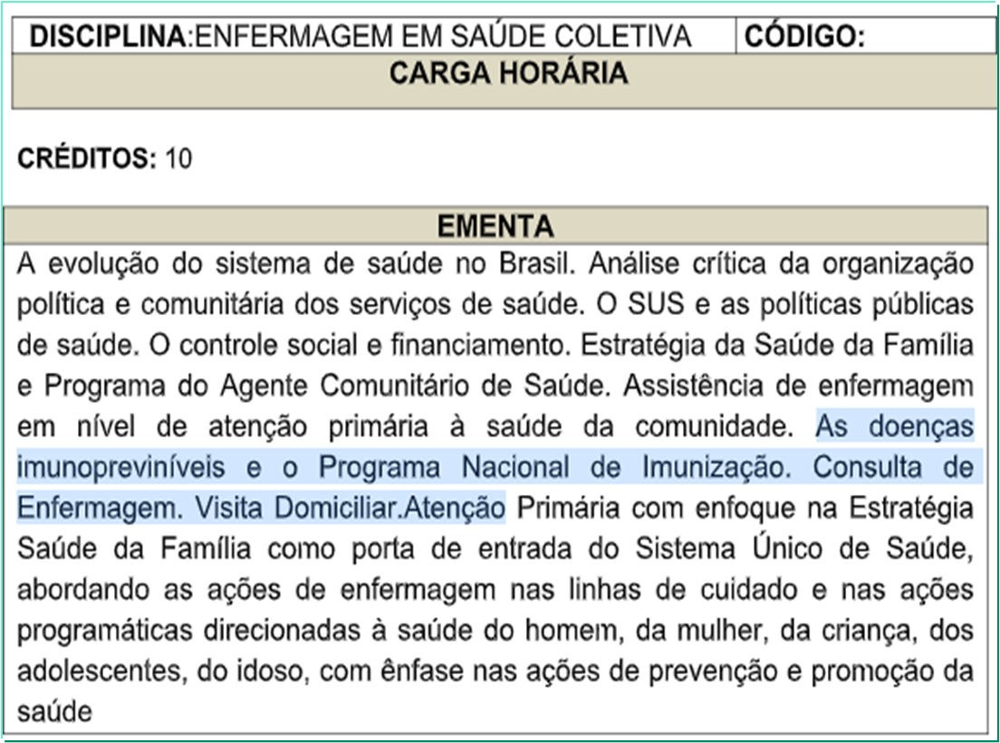 DISCIPLINA:ENFERMAGEM EM SAÚDE COLETIVA CÓDIGO:
CARGA HORÁRIA
CRÉDITOS: 10
EMENTA
A evolução do sistema de saúde no Brasil. Análise crítica da organização
política e comunitária dos serviços de saúde. O SUS e as políticas públicas
de saúde. O controle social e financiamento. Estratégia da Saúde da Família
e Programa do Agente Comunitário de Saúde. Assistência de enfermagem
em nível de atenção primária à saúde da comunidade. As doenças
imunopreviníveis e o Programa Nacional de Imunização. Consulta de
Enfermagem. Visita Domiciliar.Atenção Primária com enfoque na Estratégia
Saúde da Família como porta de entrada do Sistema Único de Saúde,
abordando as ações de enfermagem nas linhas de cuidado e nas ações
programáticas direcionadas à saúde do homem, da mulher, da criança, dos
adolescentes, do idoso, com ênfase nas ações de prevenção e promoção da
saúde